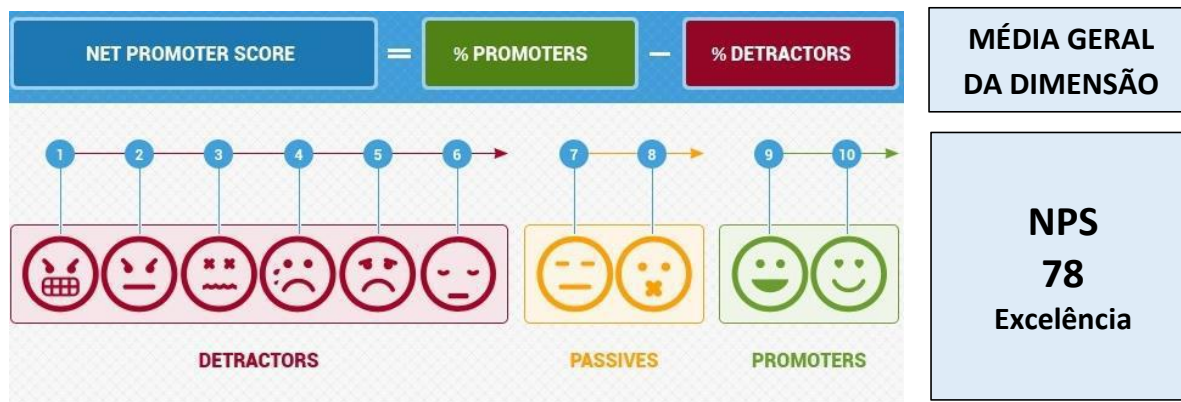 NET PROMOTER SCORE = % PROMOTERS – % DETRACTORS
MÉDIA GERAL
DA DIMENSÃO
1 2 3 4 5 6 7 8 9 10
DETRACTORS PASSIVES PROMOTERS
NPS
78
Excelência